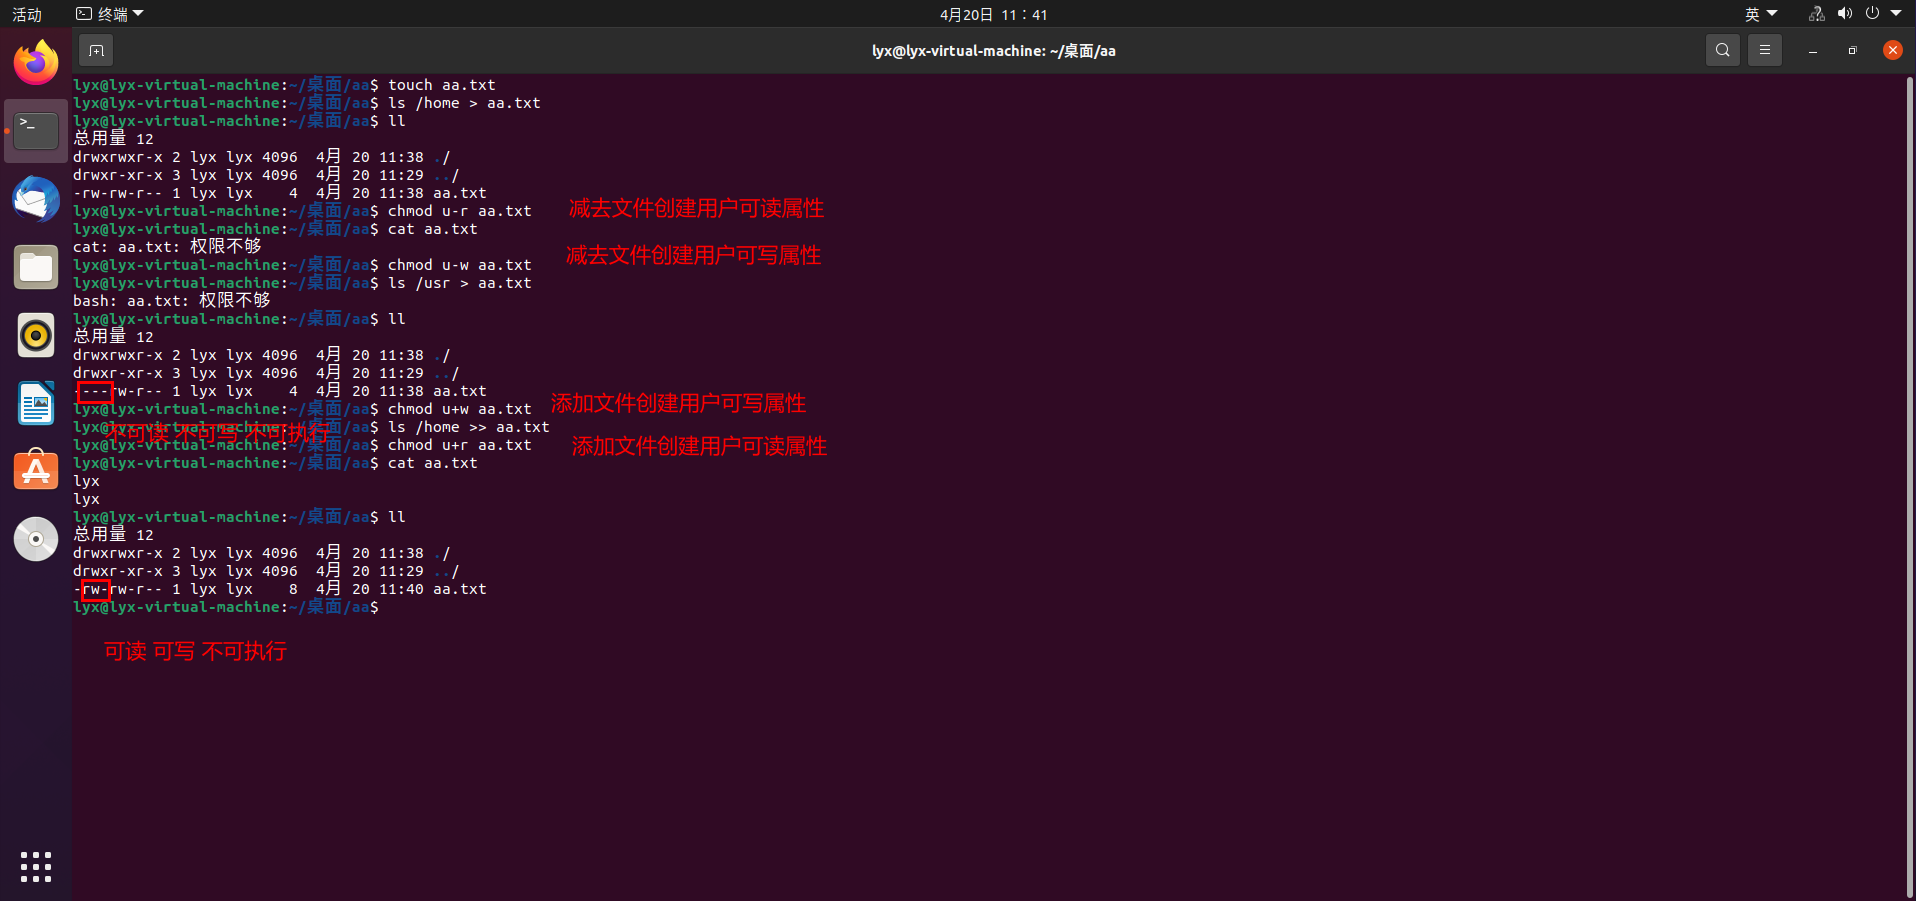 活动 终端 4月20日 11：41 英
lyx@lyx-virtual-machine: ~/桌面/aa
lyx@lyx-virtual-machine:~/桌面/aa$ touch aa.txt
lyx@lyx-virtual-machine:~/桌面/aa$ ls /home > aa.txt
lyx@lyx-virtual-machine:~/桌面/aa$ ll
总用量 12
drwxrwxr-x 2 lyx lyx 4096  4月 20 11:38 ./
drwxr-xr-x 3 lyx lyx 4096  4月 20 11:29 ../
-rw-rw-r-- 1 lyx lyx    4  4月 20 11:38 aa.txt
lyx@lyx-virtual-machine:~/桌面/aa$ chmod u-r aa.txt 减去文件创建用户可读属性
lyx@lyx-virtual-machine:~/桌面/aa$ cat aa.txt
cat: aa.txt: 权限不够
lyx@lyx-virtual-machine:~/桌面/aa$ chmod u-w aa.txt 减去文件创建用户可写属性
lyx@lyx-virtual-machine:~/桌面/aa$ ls /usr > aa.txt
bash: aa.txt: 权限不够
lyx@lyx-virtual-machine:~/桌面/aa$ ll
总用量 12
drwxrwxr-x 2 lyx lyx 4096  4月 20 11:38 ./
drwxr-xr-x 3 lyx lyx 4096  4月 20 11:29 ../
----rw-r-- 1 lyx lyx    4  4月 20 11:38 aa.txt
lyx@lyx-virtual-machine:~/桌面/aa$ chmod u+w aa.txt 添加文件创建用户可写属性
lyx@lyx-virtual-machine:~/桌面/aa$ ls /home >> aa.txt
不可读 不可写 不可执行
lyx@lyx-virtual-machine:~/桌面/aa$ chmod u+r aa.txt 添加文件创建用户可读属性
lyx@lyx-virtual-machine:~/桌面/aa$ cat aa.txt
lyx
lyx
lyx@lyx-virtual-machine:~/桌面/aa$ ll
总用量 12
drwxrwxr-x 2 lyx lyx 4096  4月 20 11:38 ./
drwxr-xr-x 3 lyx lyx 4096  4月 20 11:29 ../
-rw-rw-r-- 1 lyx lyx    8  4月 20 11:40 aa.txt
lyx@lyx-virtual-machine:~/桌面/aa$
可读 可写 不可执行